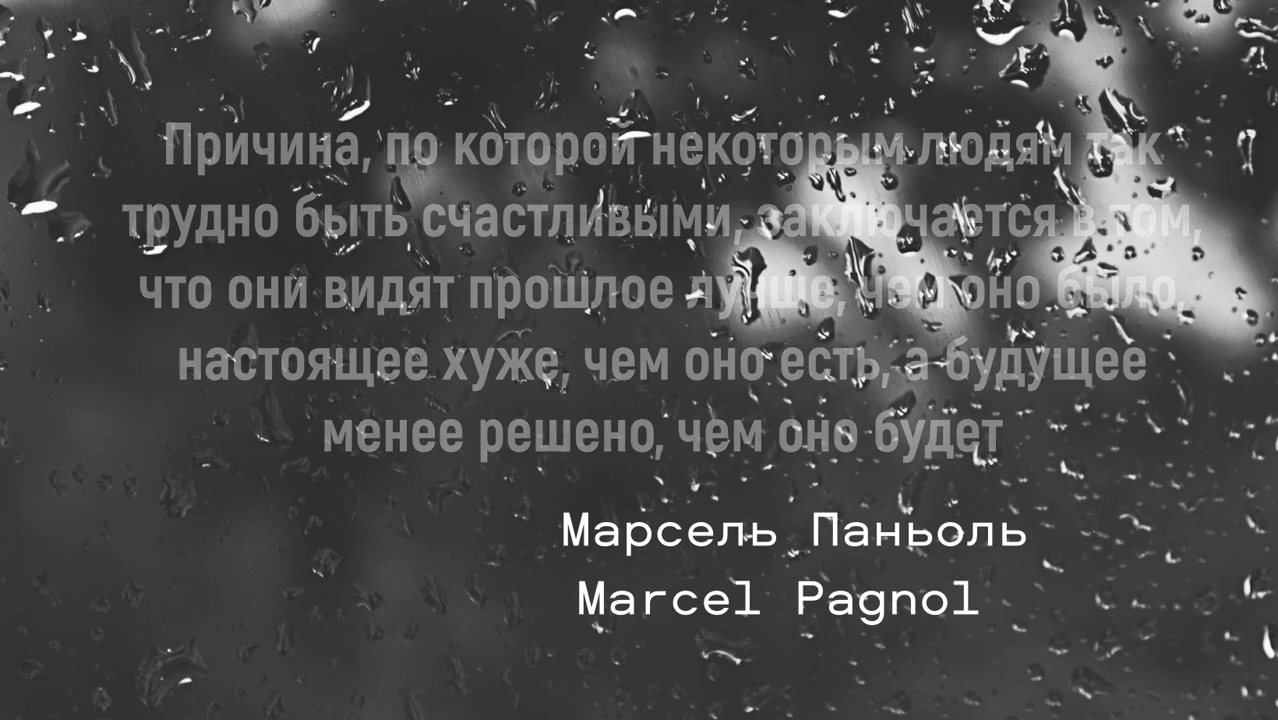 Причина, по которой некоторым людям так
трудно быть счастливыми, заключается в том,
что они видят прошлое лучше, чем оно было,
настоящее хуже, чем оно есть, а будущее
менее решено, чем оно будет
Марсель Паньоль
Marcel Pagnol